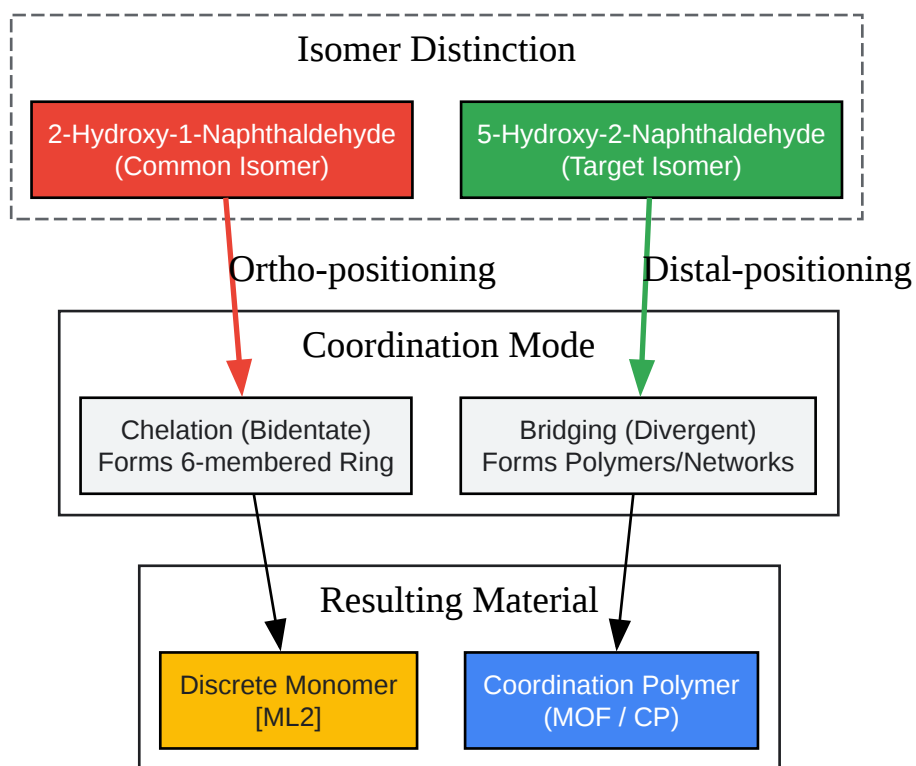 Isomer Distinction
2-Hydroxy-1-Naphthaldehyde
(Common Isomer)
5-Hydroxy-2-Naphthaldehyde
(Target Isomer)
Ortho-positioning
Distal-positioning
Coordination Mode
Chelation (Bidentate)
Forms 6-membered Ring
Bridging (Divergent)
Forms Polymers/Networks
Resulting Material
Discrete Monomer
[ML2]
Coordination Polymer
(MOF / CP)